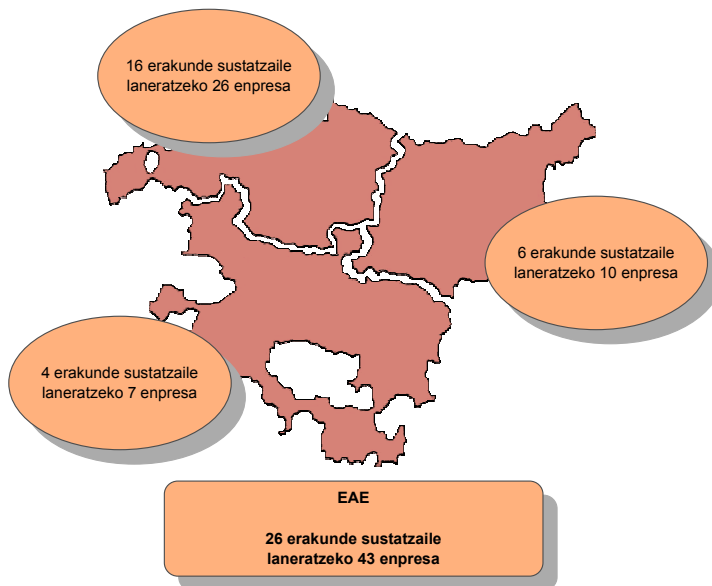 16 erakunde sustatzaile
laneratzeko 26 enpresa
6 erakunde sustatzaile
laneratzeko 10 enpresa
4 erakunde sustatzaile
laneratzeko 7 enpresa
EAE
26 erakunde sustatzaile
laneratzeko 43 enpresa